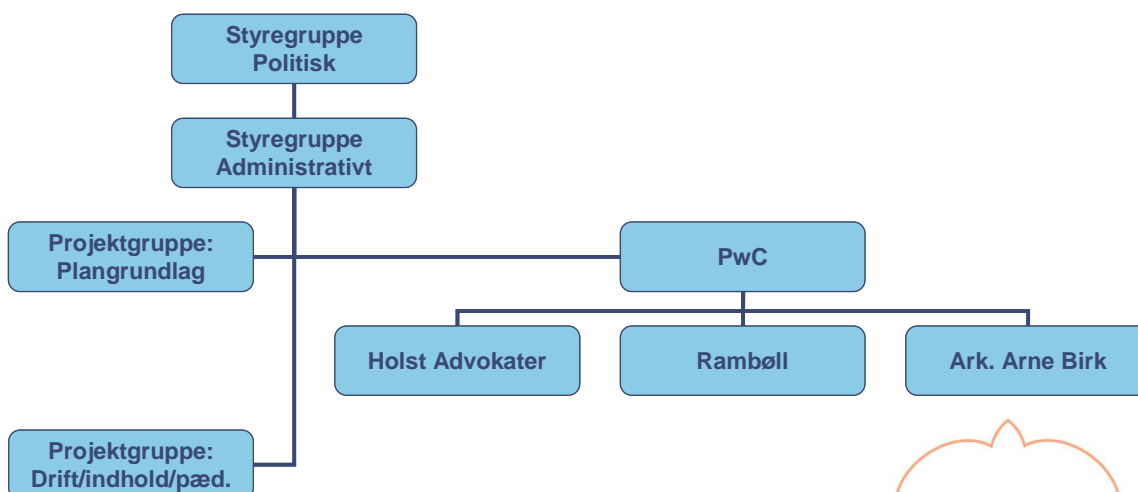 Styregruppe
Politisk
Styregruppe
Administrativt
Projektgruppe:
Plangrundlag
PwC
Holst Advokater
Rambøll
Ark. Arne Birk
Projektgruppe:
Drift/indhold/pæd.